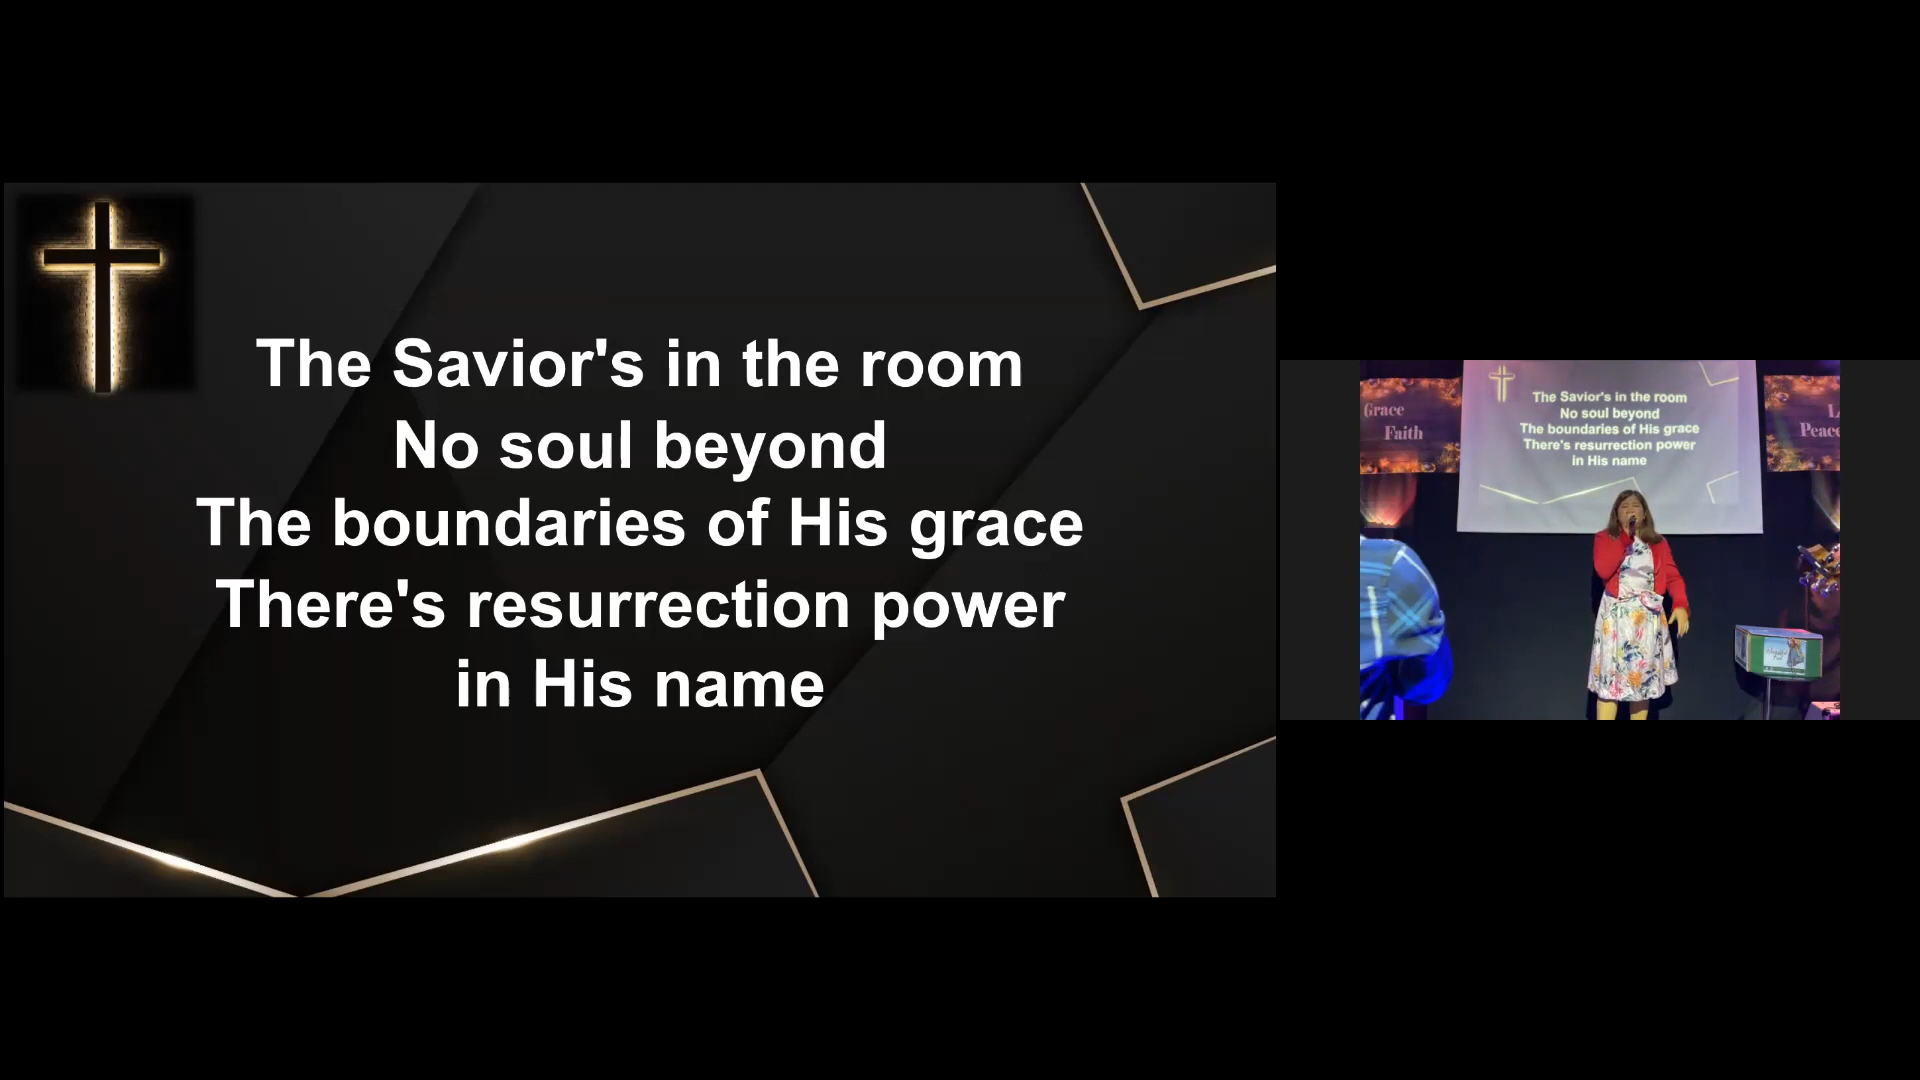 The Savior's in the room
No soul beyond
The boundaries of His grace
There's resurrection power
in His name
Grace
Faith
The Savior's in the room
No soul beyond
The boundaries of His grace
There's resurrection power
in His name
Peace